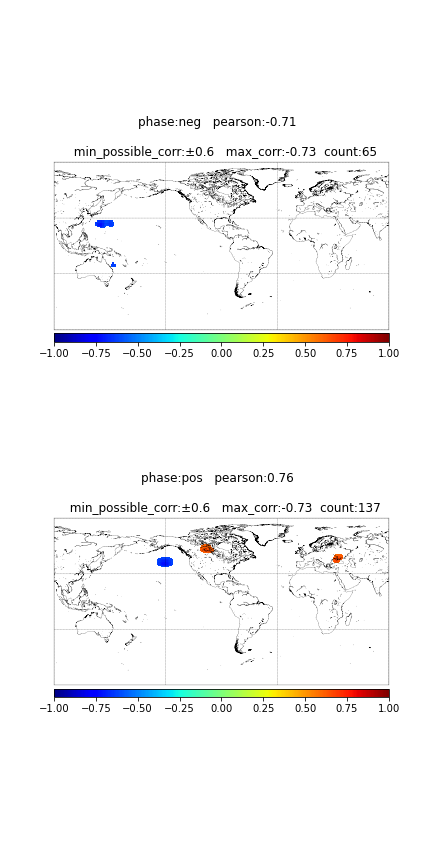 phase:neg   pearson:-0.71
min_possible_corr:±0.6   max_corr:-0.73  count:65
−1.00 −0.75 −0.50 −0.25 0.00 0.25 0.50 0.75 1.00
phase:pos   pearson:0.76
min_possible_corr:±0.6   max_corr:-0.73  count:137
−1.00 −0.75 −0.50 −0.25 0.00 0.25 0.50 0.75 1.00